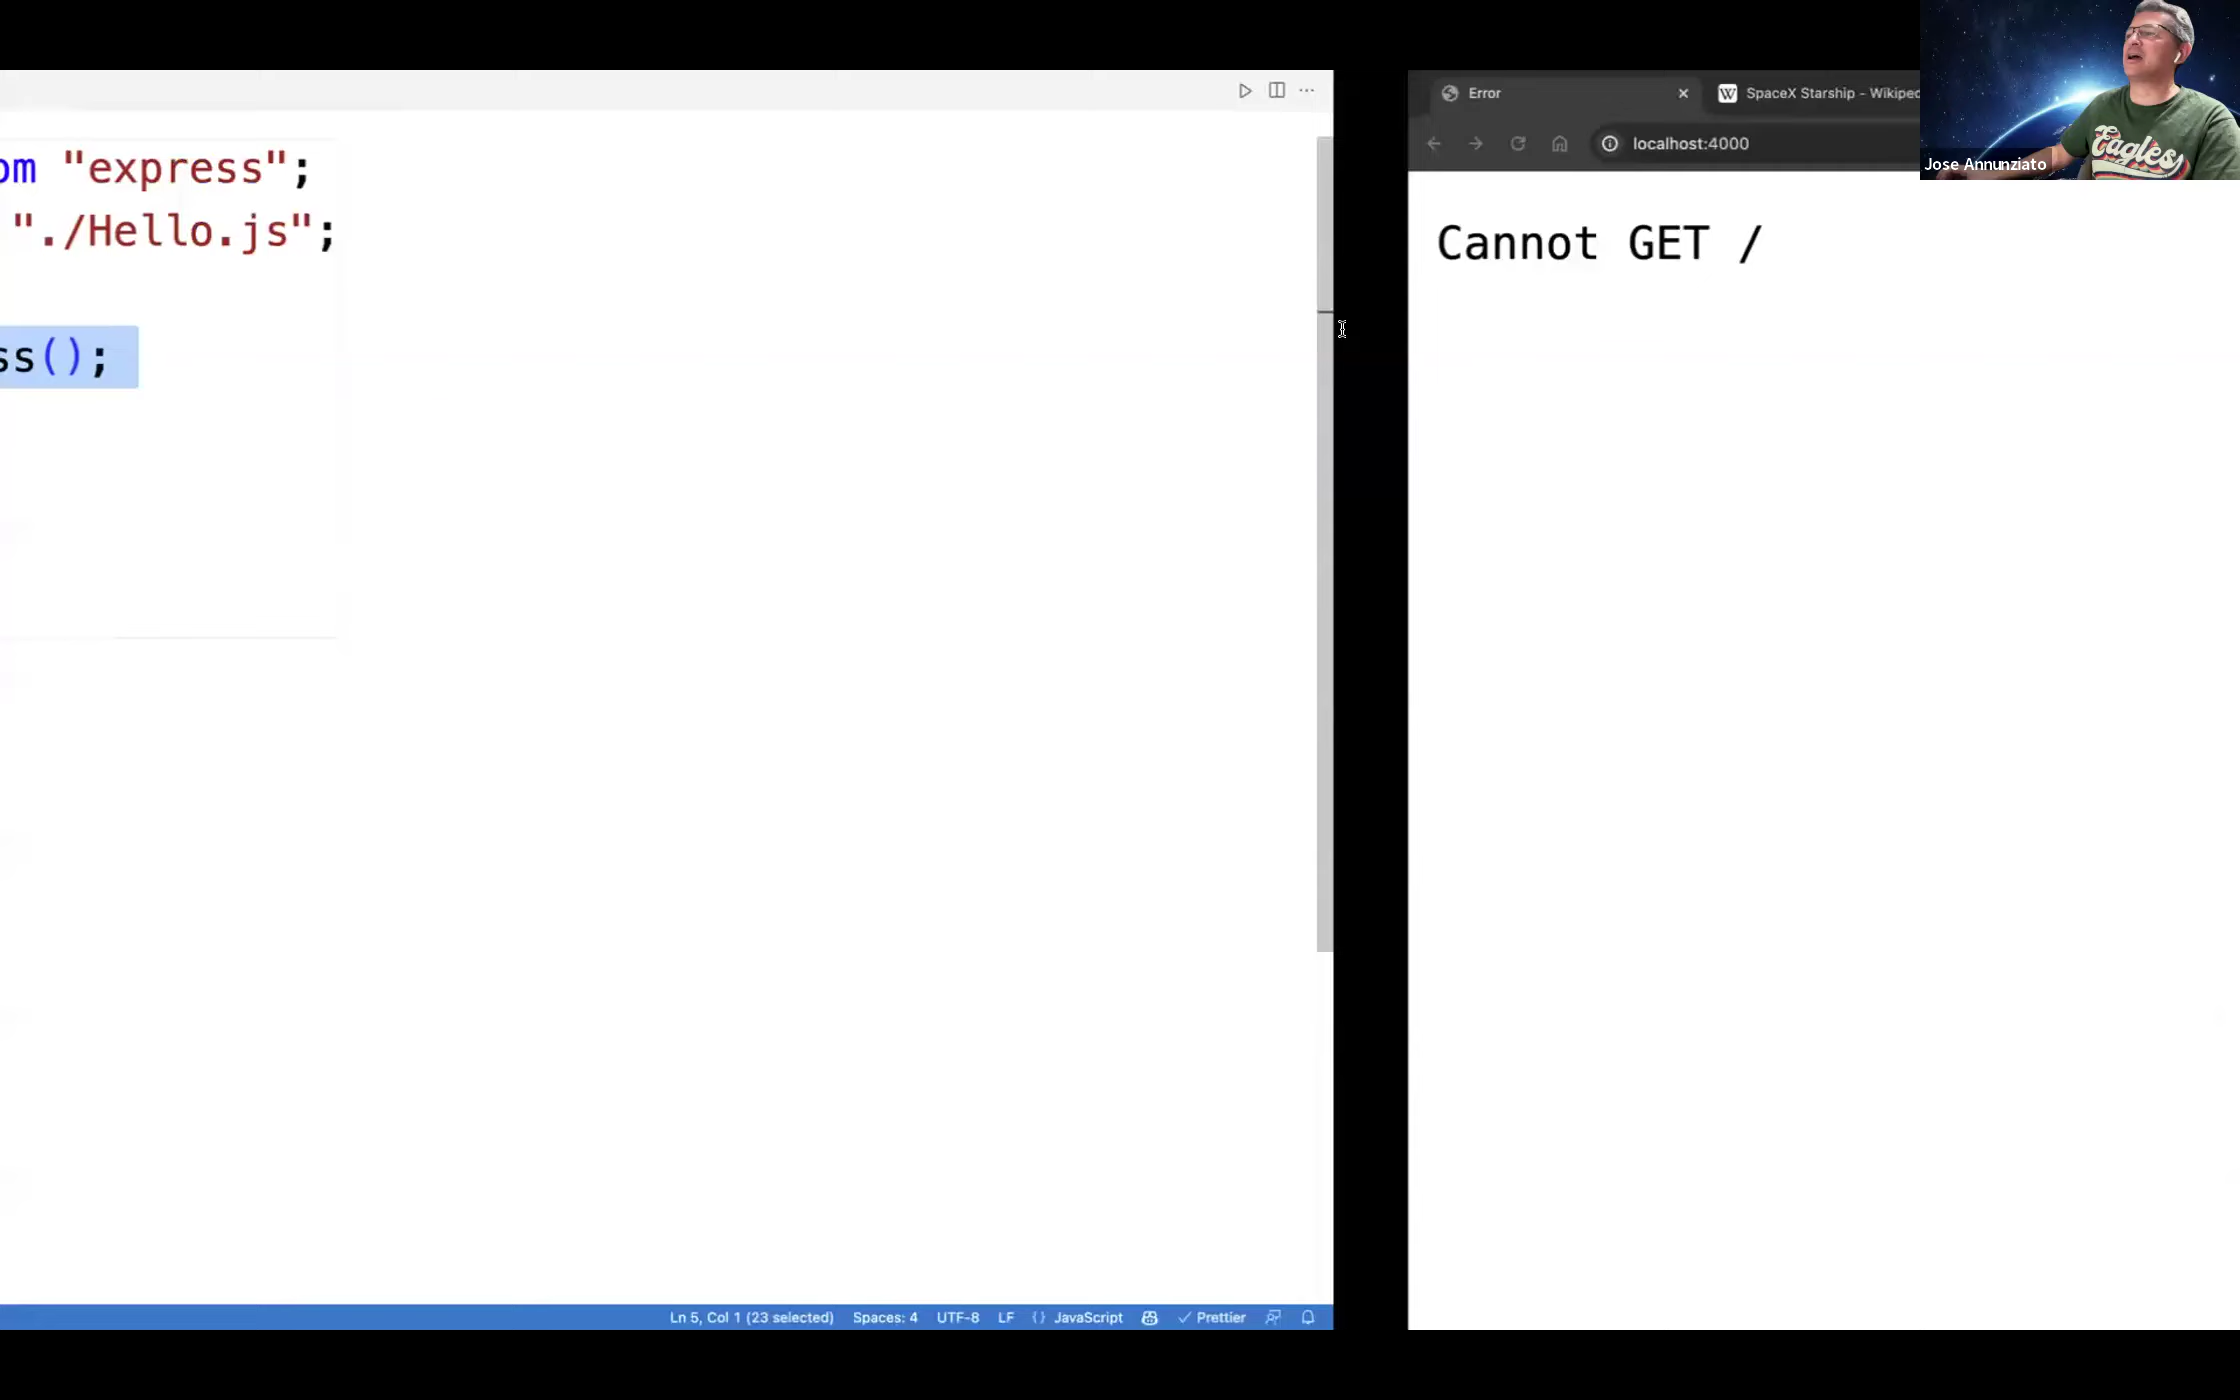 om "express";
"./Hello.js";
ss();
Ln 5, Col 1 (23 selected) Spaces: 4 UTF-8 LF {} JavaScript Prettier
Error
W SpaceX Starship - Wikiped
localhost:4000
Cannot GET /
Eagles
Jose Annunziato